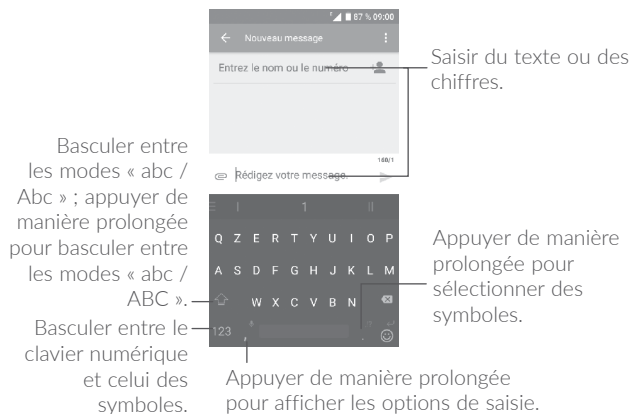 87 % 09:00
Nouveau message
Entrez le nom ou le numéro
Saisir du texte ou des
chiffres.
160/1
Rédigez votre message.
Basculer entre
les modes « abc /
Abc » ; appuyer de
manière prolongée
pour basculer entre
les modes « abc /
ABC ».
I 1 II
Q Z E R T Y U I O P
A S D F G H J K L M
W X C V B N
123 , .
Appuyer de manière
prolongée pour
sélectionner des
symboles.
Basculer entre le
clavier numérique
et celui des
symboles.
Appuyer de manière prolongée
pour afficher les options de saisie.